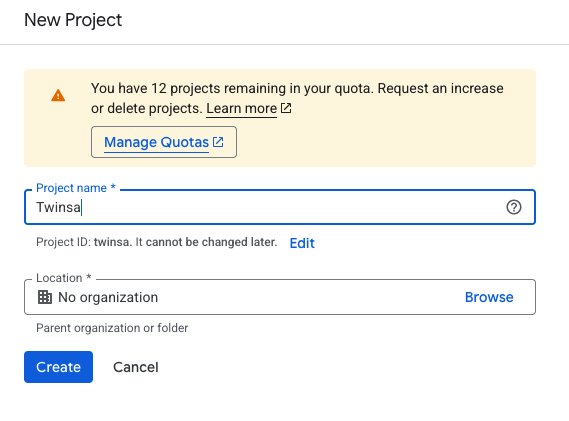 New Project
You have 12 projects remaining in your quota. Request an increase
or delete projects. Learn more
Manage Quotas
Project name *
Twinsa
Project ID: twinsa. It cannot be changed later. Edit
Location *
No organization Browse
Parent organization or folder
Create Cancel